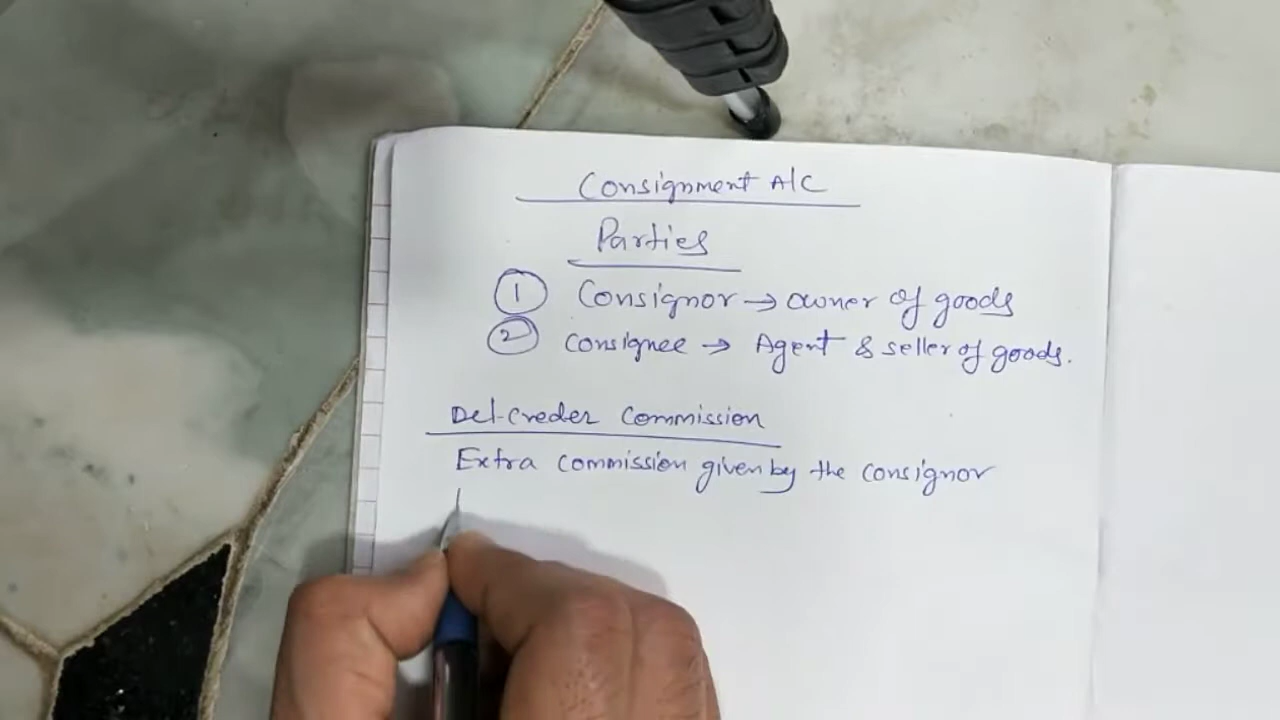 Consignment A/C
Parties
1 Consignor → owner of goods
2 consignee → Agent & seller of goods.
Del-creder Commission
Extra commission given by the consignor